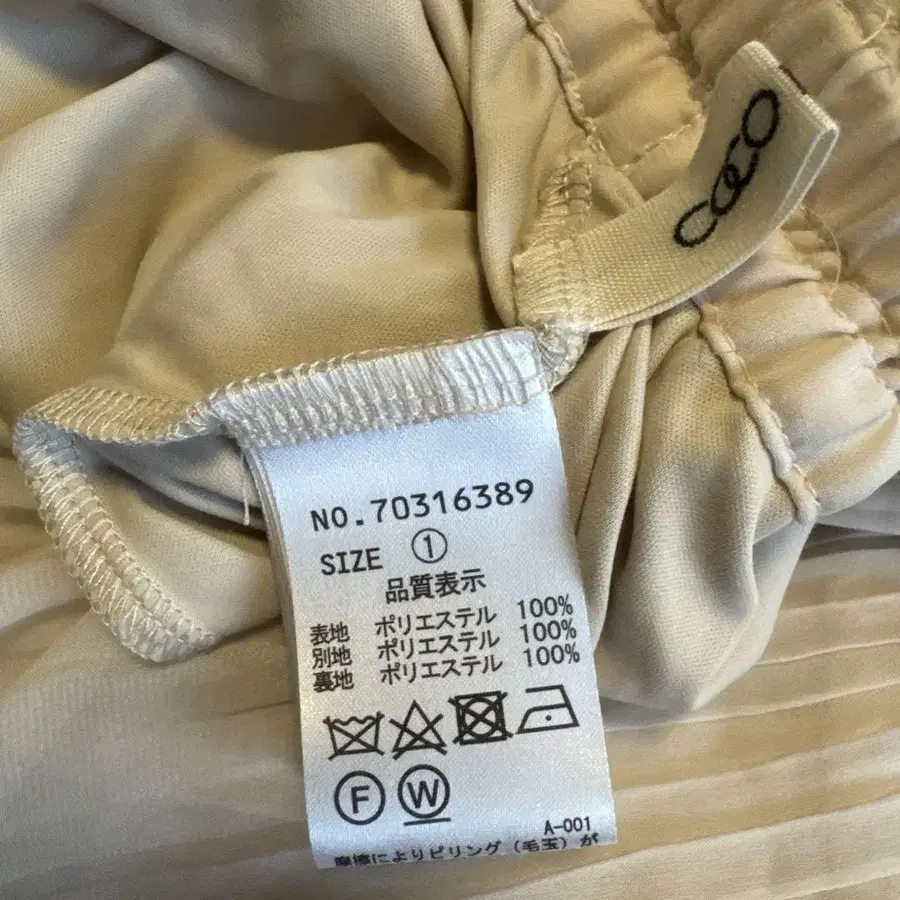 COCO
NO.70316389
SIZE ①
品質表示
表地 ポリエステル 100%
別地 ポリエステル 100%
裏地 ポリエステル 100%
F W
A-001
摩擦によりピリング(毛玉)が